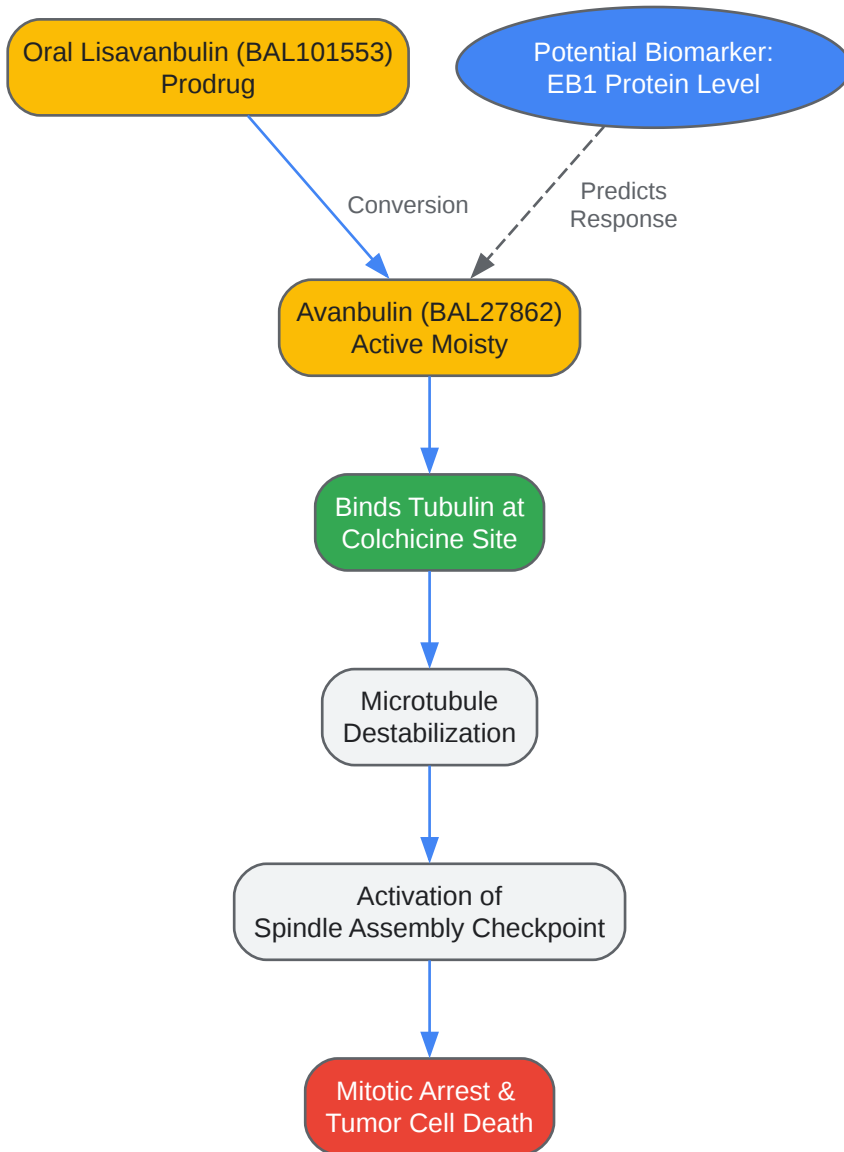 Oral Lisavanbulin (BAL101553)
Prodrug
Potential Biomarker:
EB1 Protein Level
Conversion
Predicts
Response
Avanbulin (BAL27862)
Active Moisty
Binds Tubulin at
Colchicine Site
Microtubule
Destabilization
Activation of
Spindle Assembly Checkpoint
Mitotic Arrest &
Tumor Cell Death